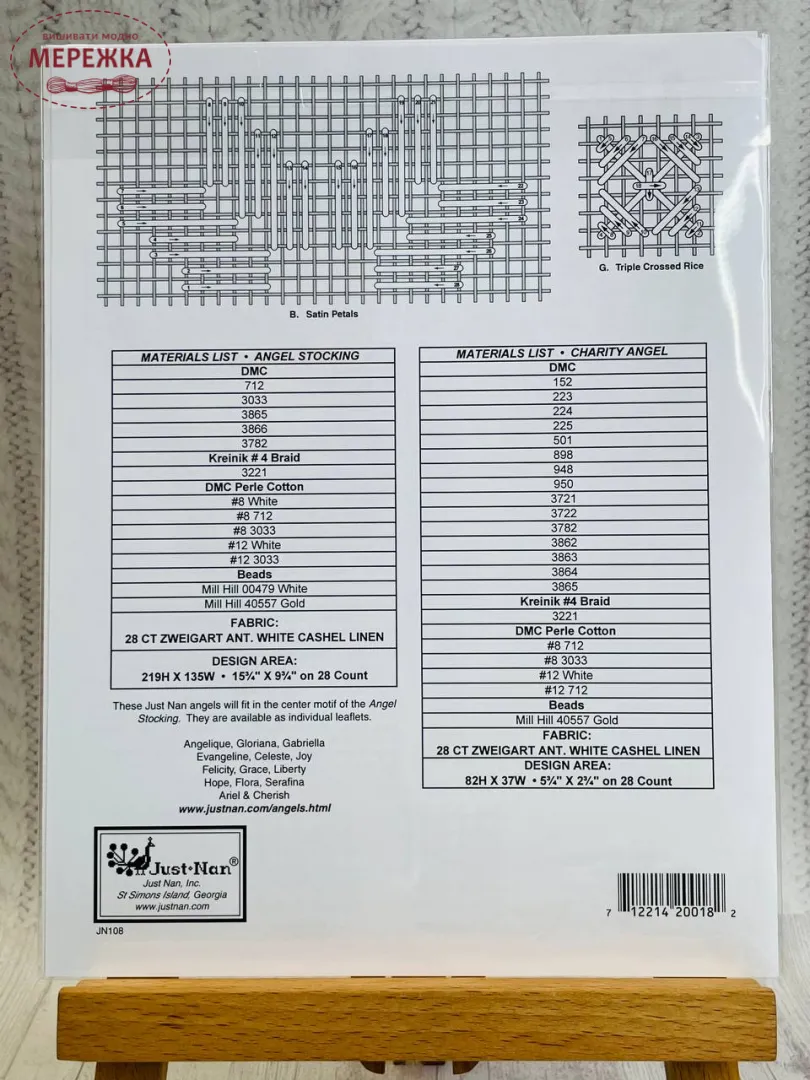 вишивати модно
МЕРЕЖКА
B. Satin Petals
G. Triple Crossed Rice
MATERIALS LIST • ANGEL STOCKING
DMC
712
3033
3865
3866
3782
Kreinik # 4 Braid
3221
DMC Perle Cotton
#8 White
#8 712
#8 3033
#12 White
#12 3033
Beads
Mill Hill 00479 White
Mill Hill 40557 Gold
FABRIC:
28 CT ZWEIGART ANT. WHITE CASHEL LINEN
DESIGN AREA:
219H X 135W • 15¾" X 9¾" on 28 Count
These Just Nan angels will fit in the center motif of the Angel
Stocking. They are available as individual leaflets.
Angelique, Gloriana, Gabriella
Evangeline, Celeste, Joy
Felicity, Grace, Liberty
Hope, Flora, Serafina
Ariel & Cherish
www.justnan.com/angels.html
Just•Nan®
Just Nan, Inc.
St Simons Island, Georgia
www.justnan.com
JN108
MATERIALS LIST • CHARITY ANGEL
DMC
152
223
224
225
501
898
948
950
3721
3722
3782
3862
3863
3864
3865
Kreinik #4 Braid
3221
DMC Perle Cotton
#8 712
#8 3033
#12 White
#12 712
Beads
Mill Hill 40557 Gold
FABRIC:
28 CT ZWEIGART ANT. WHITE CASHEL LINEN
DESIGN AREA:
82H X 37W • 5¾" X 2¾" on 28 Count
7 12214 20018 2